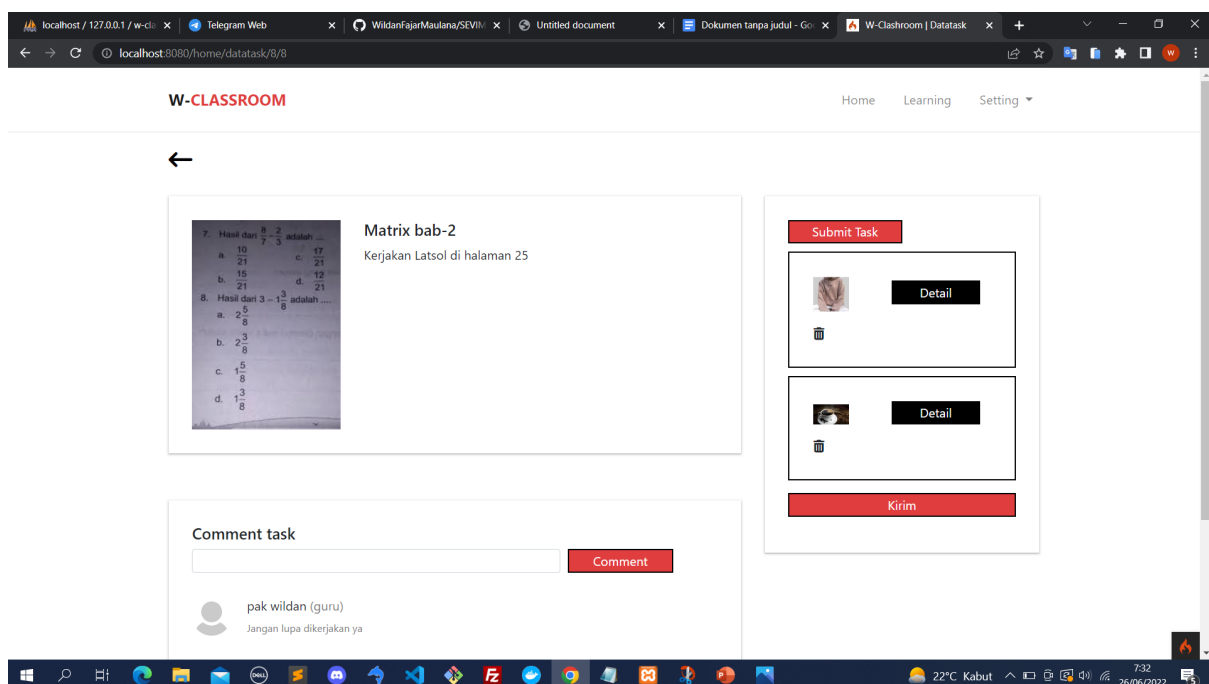 localhost / 127.0.0.1 / w-cla
Telegram Web
WildanFajarMaulana/SEVIM
Untitled document
Dokumen tanpa judul - Goo
W-Clashroom | Datatask
localhost:8080/home/datatask/8/8
W-CLASSROOM
Home
Learning
Setting
7. Hasil dari 8/7 - 2/3 adalah ....
a. 10/21 c. 17/21
b. 15/21 d. 12/21
8. Hasil dari 3 - 1 3/8 adalah ....
a. 2 5/8
b. 2 3/8
c. 1 5/8
d. 1 3/8
Matrix bab-2
Kerjakan Latsol di halaman 25
Submit Task
Detail
Detail
Kirim
Comment task
Comment
pak wildan (guru)
Jangan lupa dikerjakan ya
22°C Kabut
7:32
26/06/2022